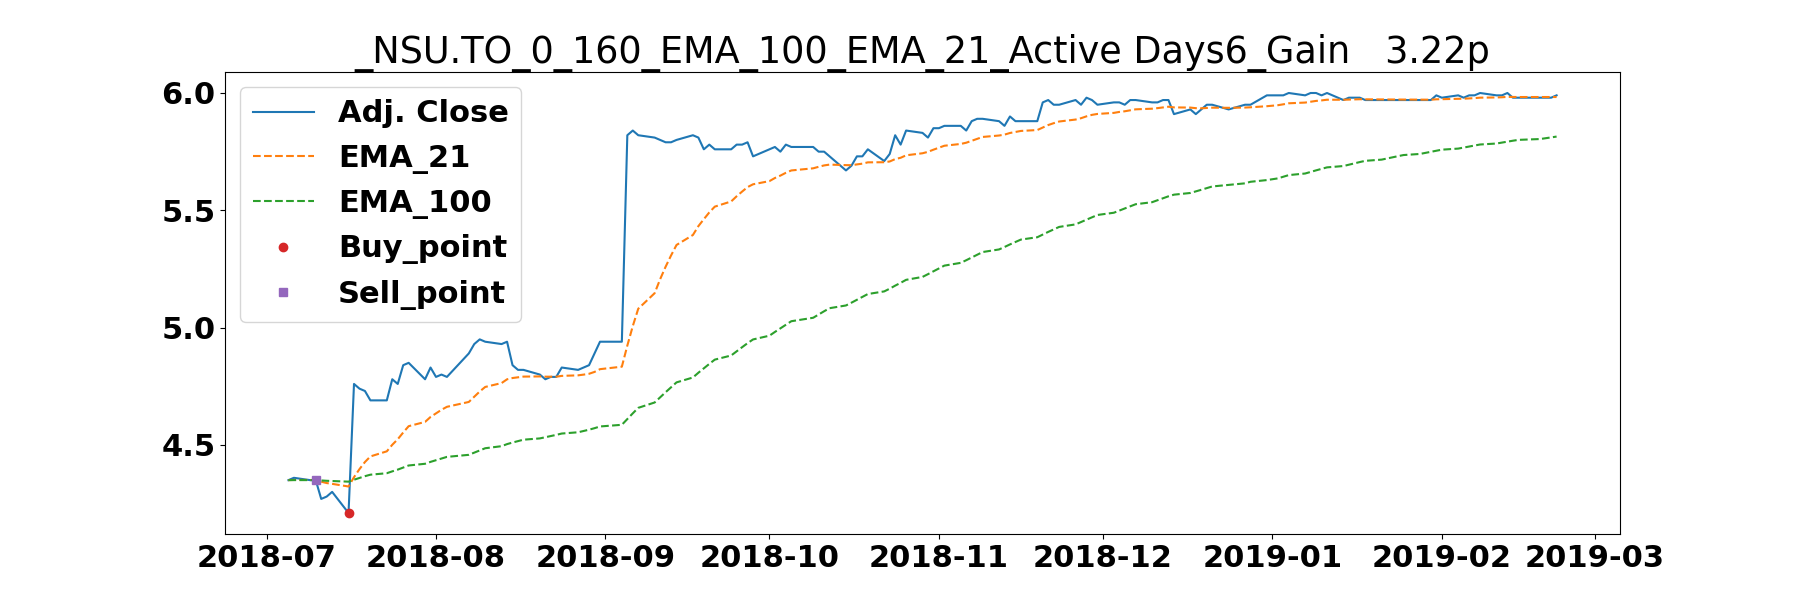 _NSU.TO_0_160_EMA_100_EMA_21_Active Days6_Gain   3.22p
6.0
5.5
5.0
4.5
Adj. Close
EMA_21
EMA_100
Buy_point
Sell_point
2018-07 2018-08 2018-09 2018-10 2018-11 2018-12 2019-01 2019-02 2019-03